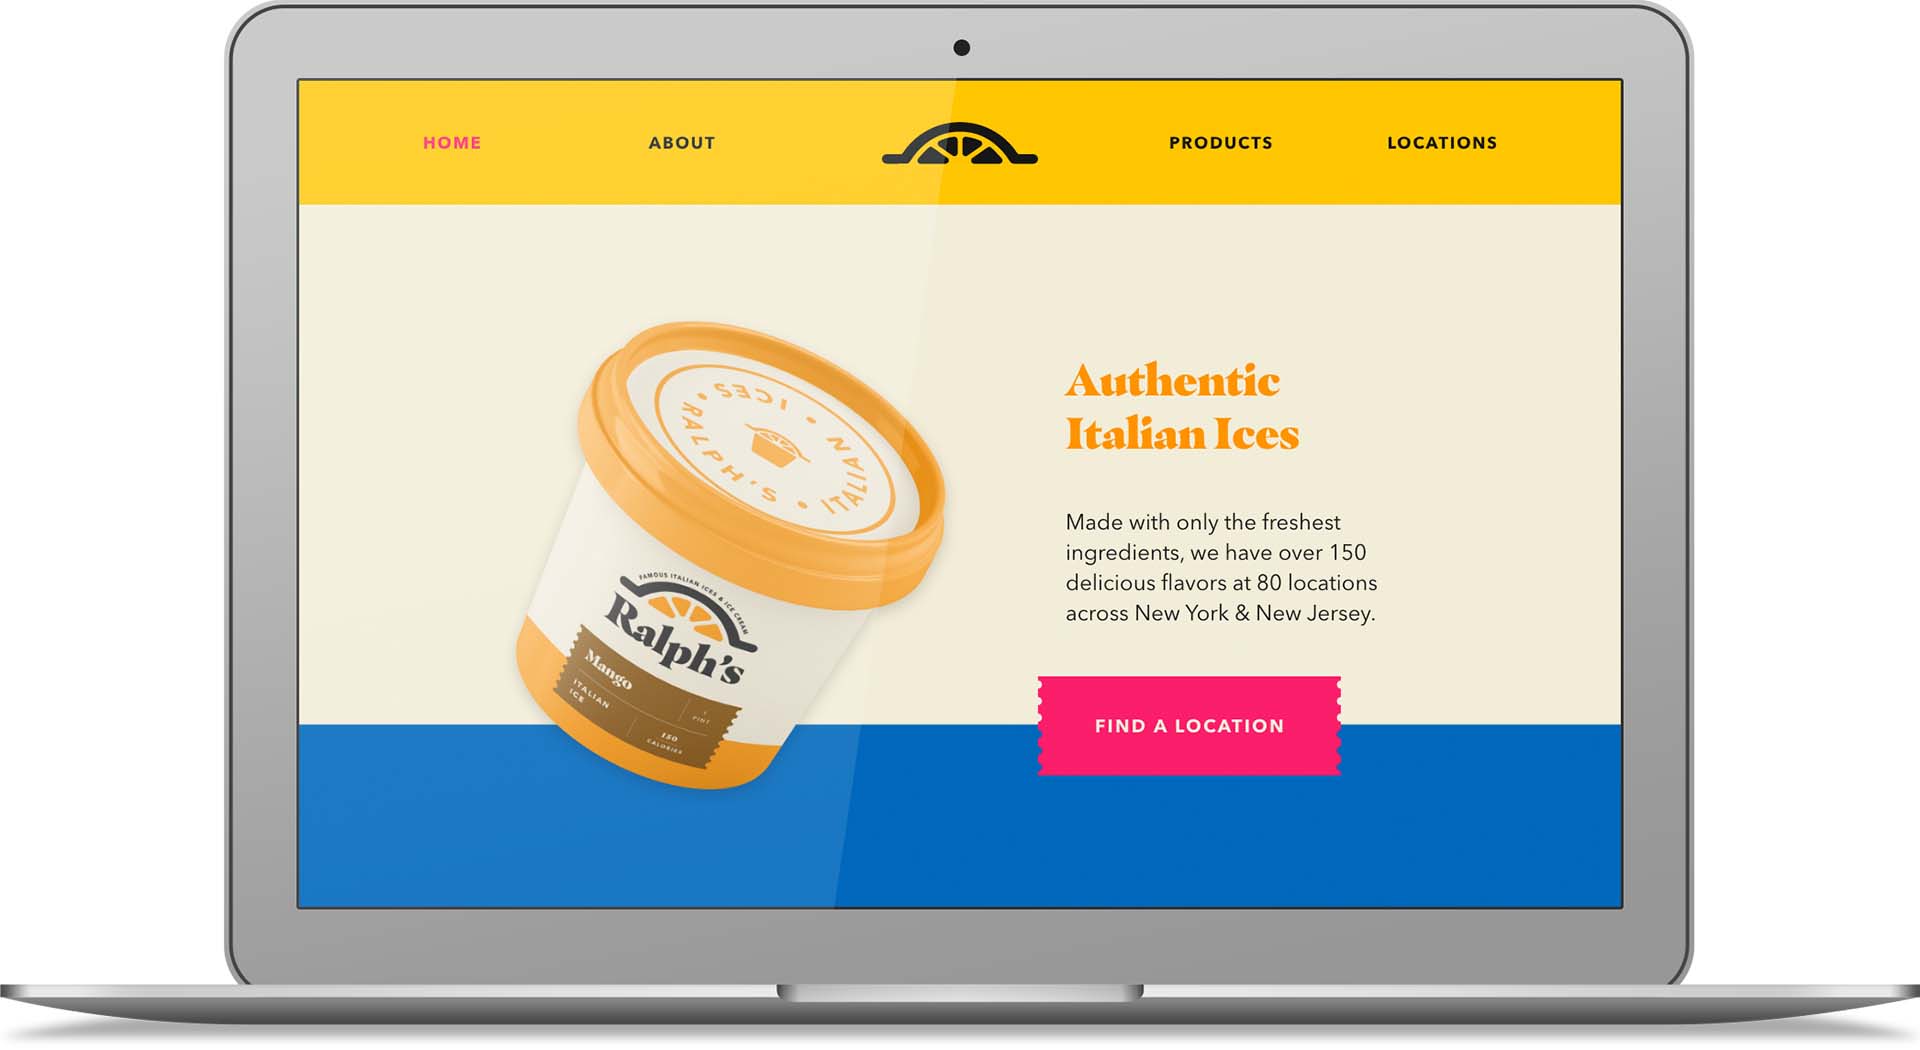 HOME
ABOUT
PRODUCTS
LOCATIONS
RALPH'S • ITALIAN • ICES •
FAMOUS ITALIAN ICES & ICE CREAM
Ralph's
Mango
ITALIAN
ICE
1
PINT
150
CALORIES
Authentic
Italian Ices
Made with only the freshest
ingredients, we have over 150
delicious flavors at 80 locations
across New York & New Jersey.
FIND A LOCATION